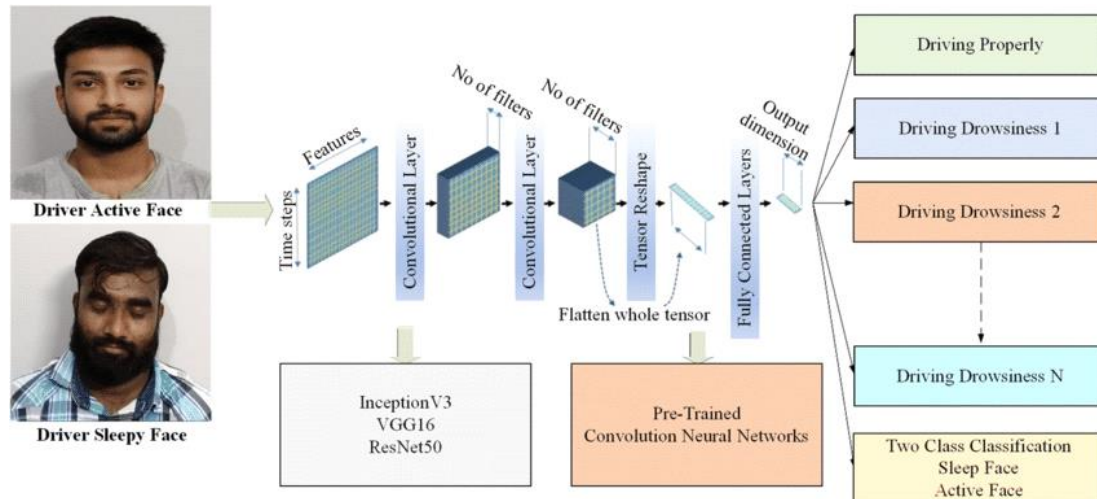 Driver Active Face
Driver Sleepy Face
Time steps
Features
Convolutional Layer
No of filters
Convolutional Layer
No of filters
Tensor Reshape
Flatten whole tensor
Fully Connected Layers
Output
dimension
InceptionV3
VGG16
ResNet50
Pre-Trained
Convolution Neural Networks
Driving Properly
Driving Drowsiness 1
Driving Drowsiness 2
Driving Drowsiness N
Two Class Classification
Sleep Face
Active Face